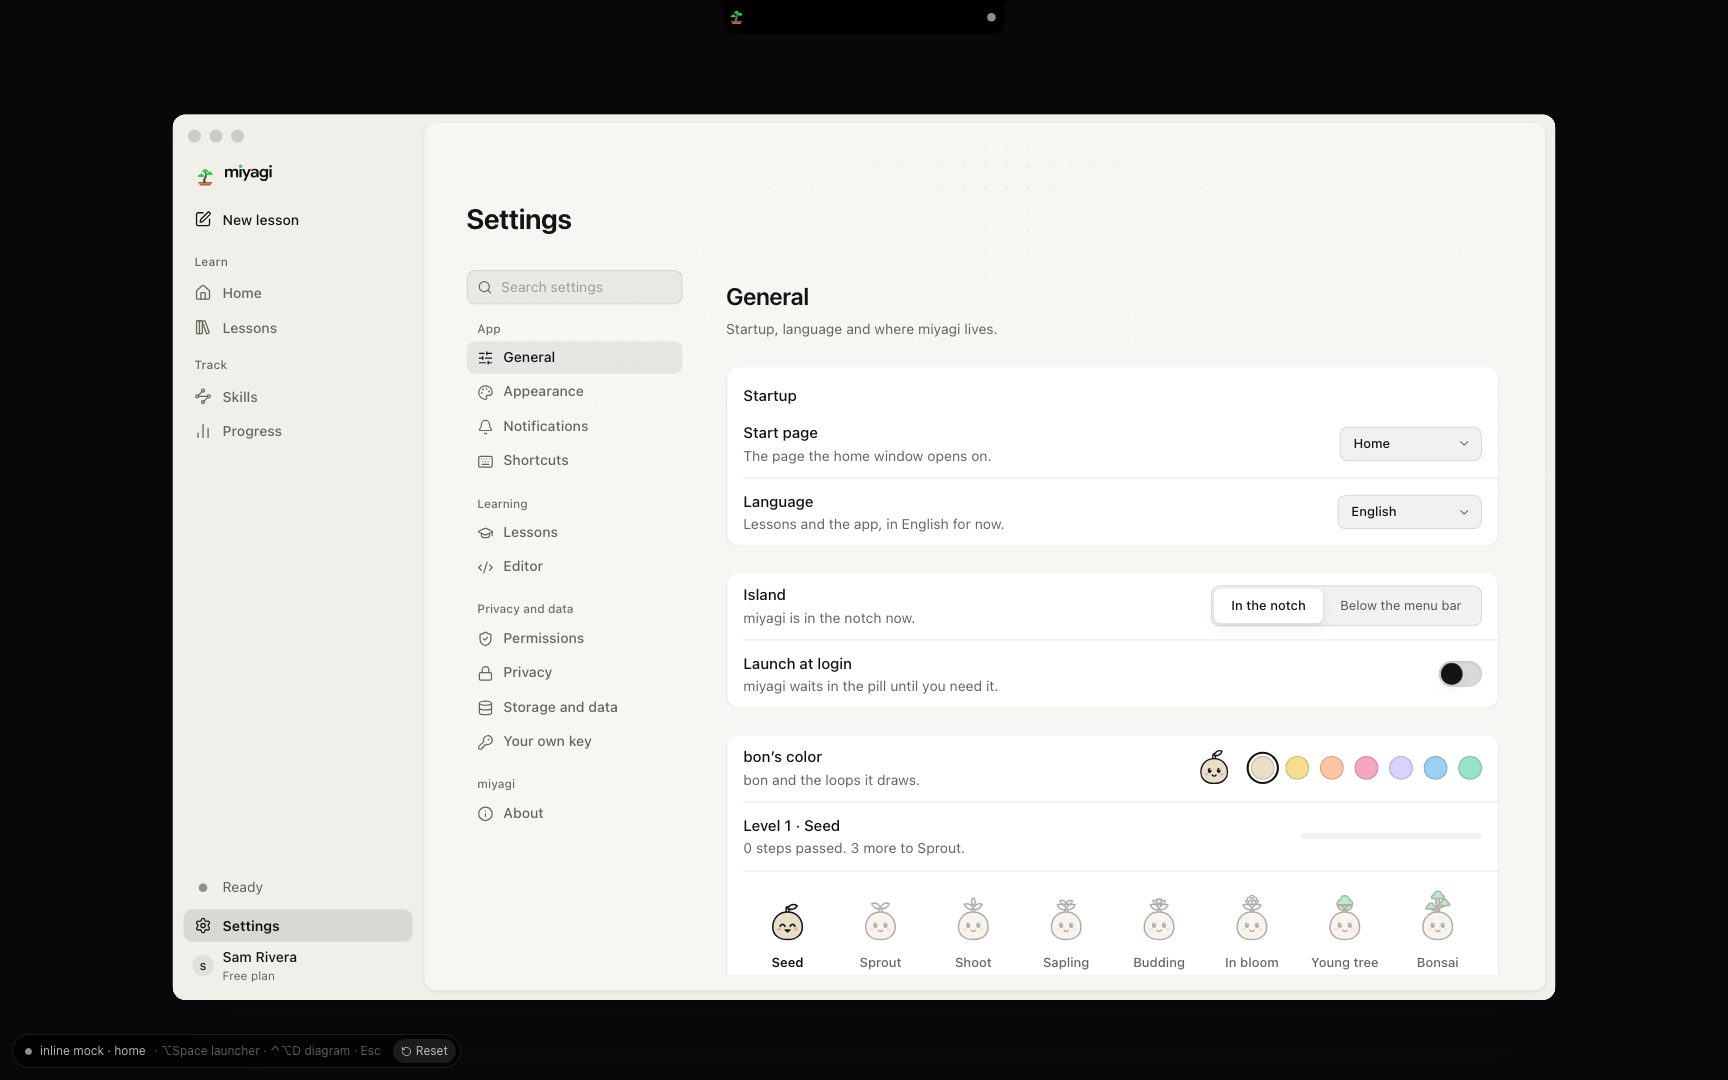 miyagi
New lesson
Learn
Home
Lessons
Track
Skills
Progress
Ready
Settings
S
Sam Rivera
Free plan
Settings
Search settings
App
General
Appearance
Notifications
Shortcuts
Learning
Lessons
Editor
Privacy and data
Permissions
Privacy
Storage and data
Your own key
miyagi
About
General
Startup, language and where miyagi lives.
Startup
Start page
The page the home window opens on.
Home
Language
Lessons and the app, in English for now.
English
Island
miyagi is in the notch now.
In the notch
Below the menu bar
Launch at login
miyagi waits in the pill until you need it.
bon’s color
bon and the loops it draws.
Level 1 · Seed
0 steps passed. 3 more to Sprout.
Seed
Sprout
Shoot
Sapling
Budding
In bloom
Young tree
Bonsai
inline mock · home · ⌥Space launcher · ^⌥D diagram · Esc
Reset